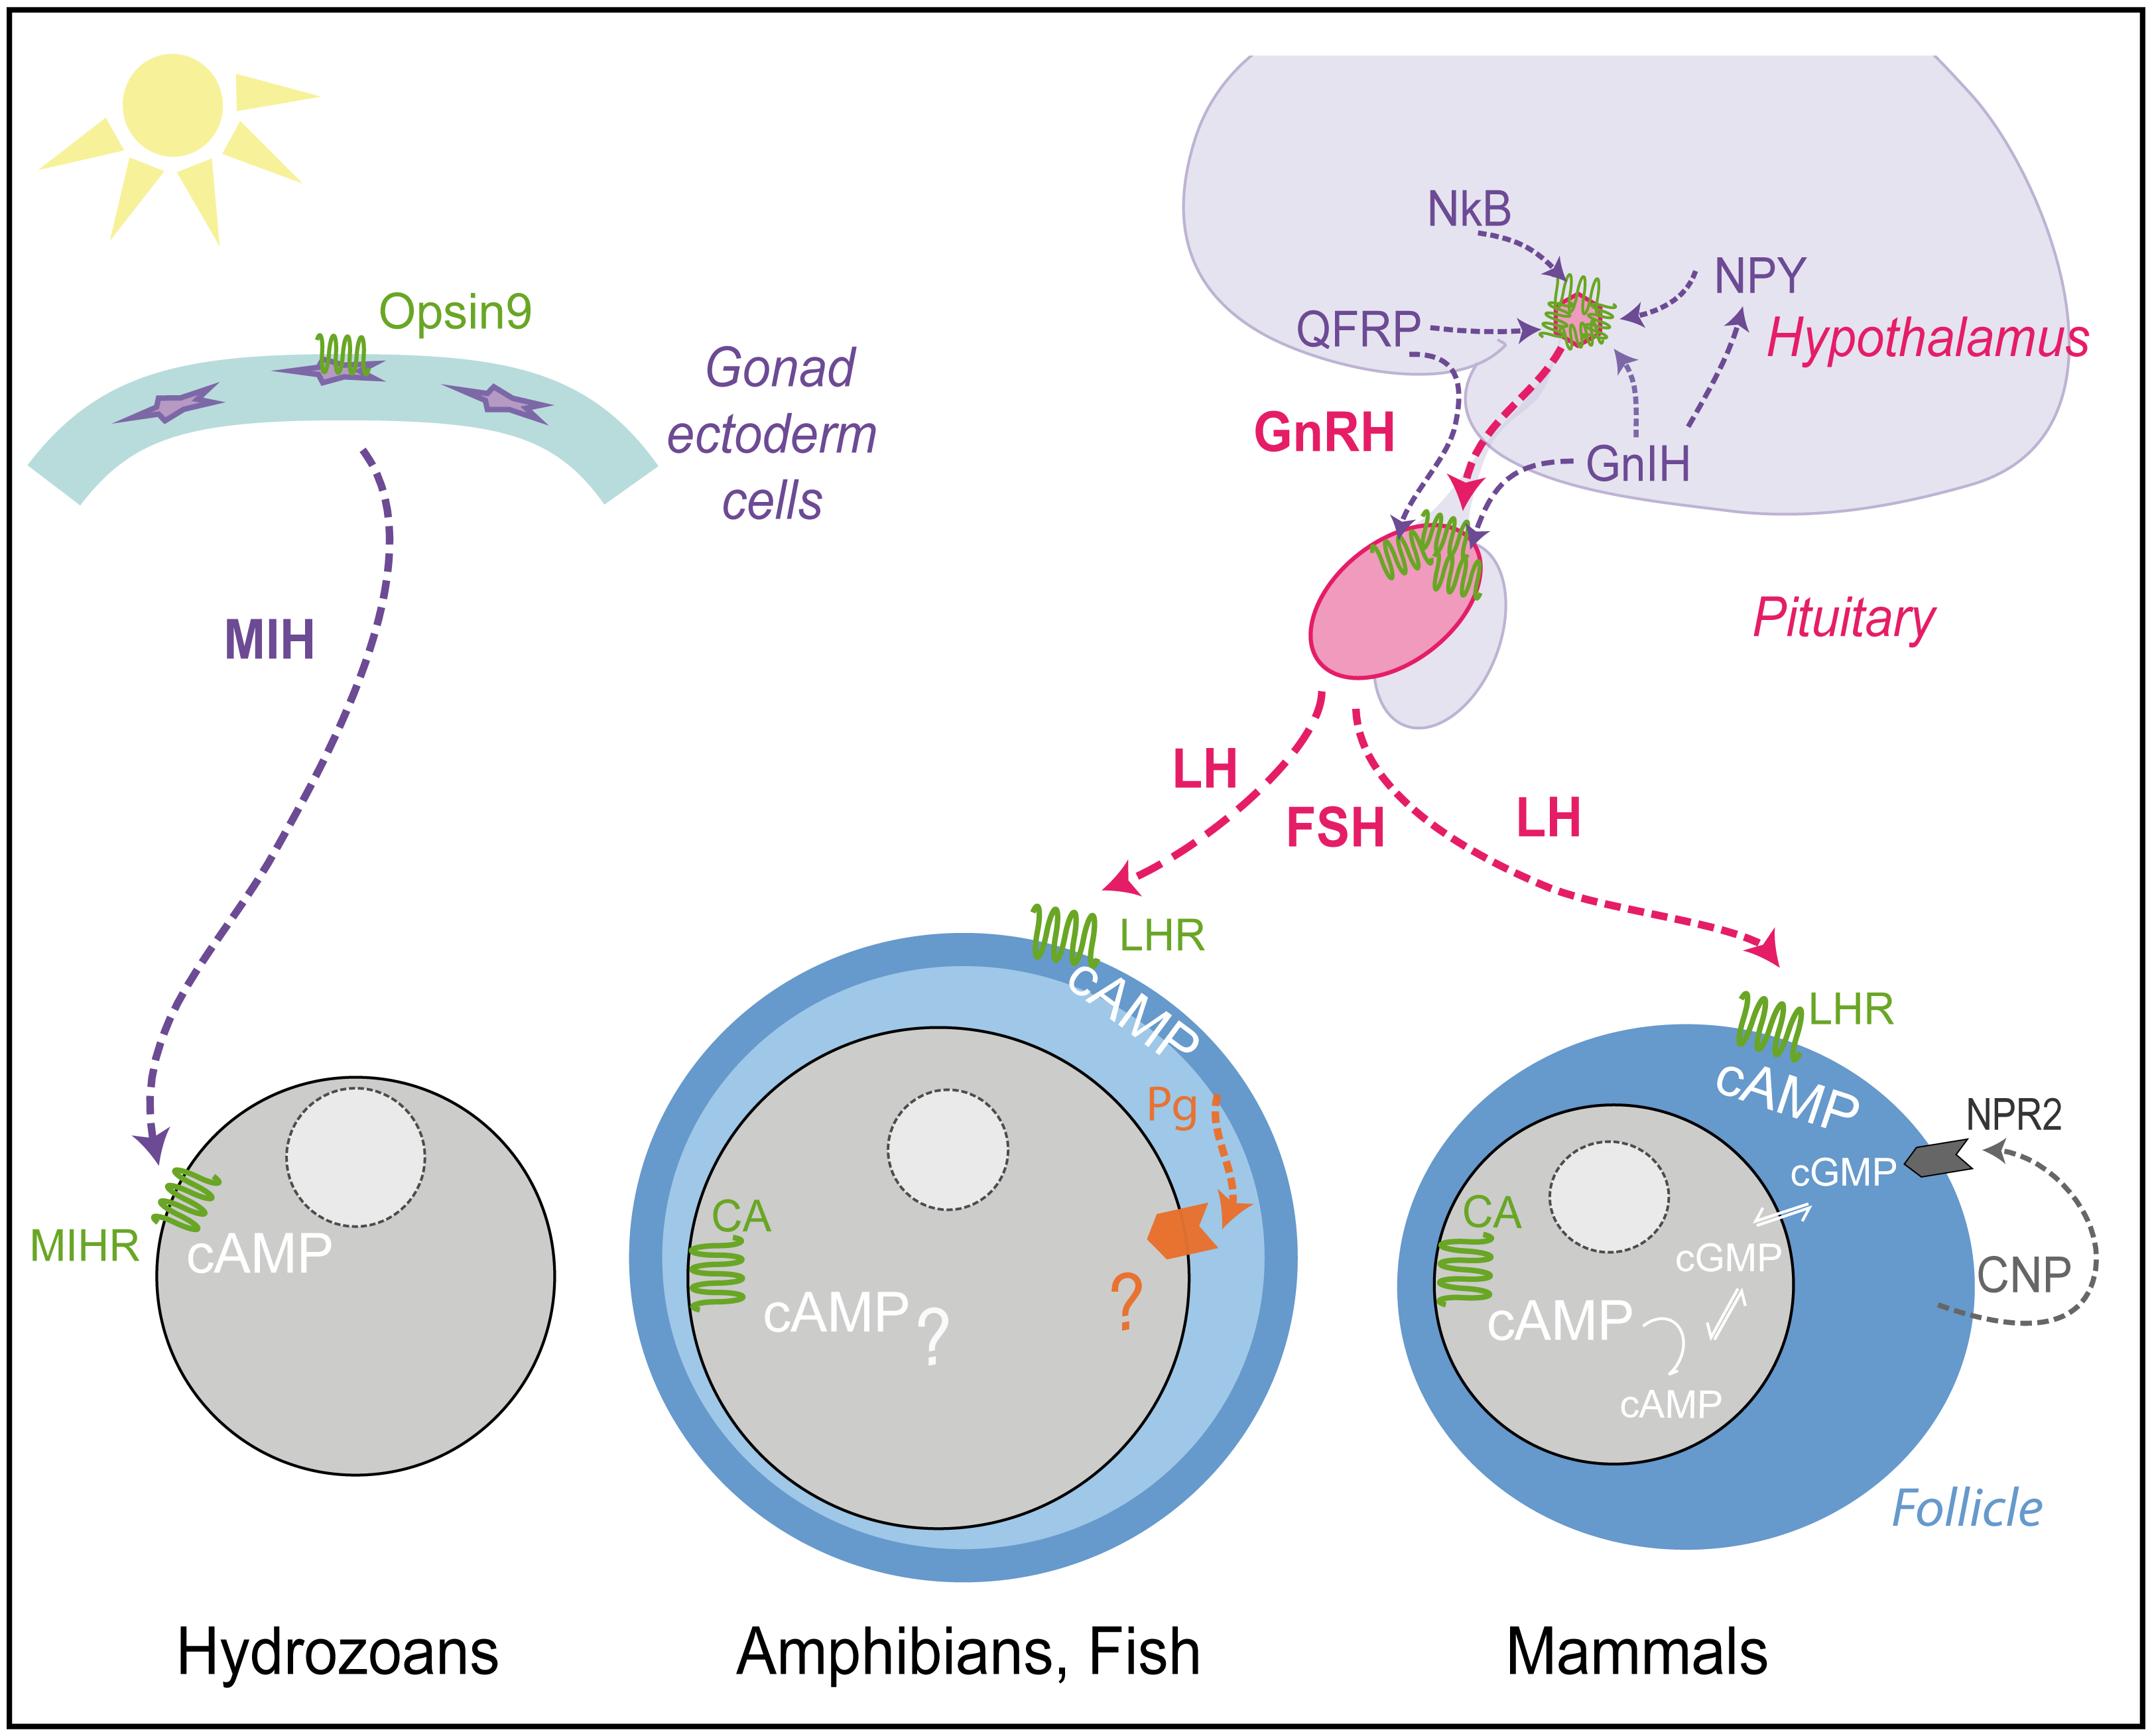 NkB
NPY
Opsin9
QFRP
Hypothalamus
Gonad
ectoderm
cells
GnRH
GnIH
MIH
Pituitary
LH
FSH
LH
LHR
cAMP
LHR
cAMP
Pg
NPR2
cGMP
MIHR
cAMP
CA
cAMP
?
?
CA
cGMP
CNP
cAMP
cAMP
Follicle
Hydrozoans
Amphibians, Fish
Mammals